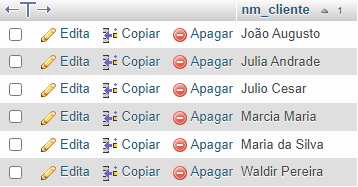 nm_cliente 1
Edita Copiar Apagar João Augusto
Edita Copiar Apagar Julia Andrade
Edita Copiar Apagar Julio Cesar
Edita Copiar Apagar Marcia Maria
Edita Copiar Apagar Maria da Silva
Edita Copiar Apagar Waldir Pereira